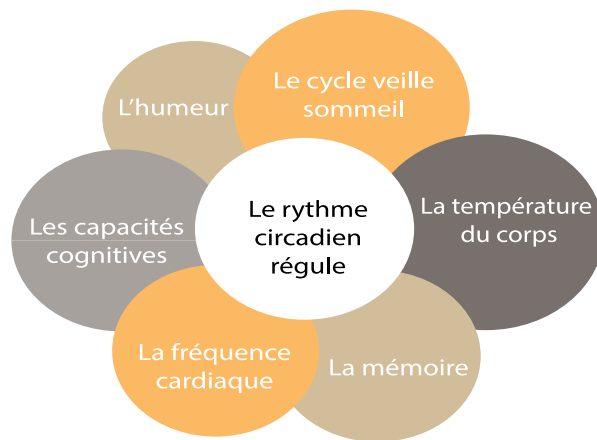 Le cycle veille
sommeil
L'humeur
La température
du corps
Le rythme
circadien
régule
Les capacités
cognitives
La fréquence
cardiaque
La mémoire